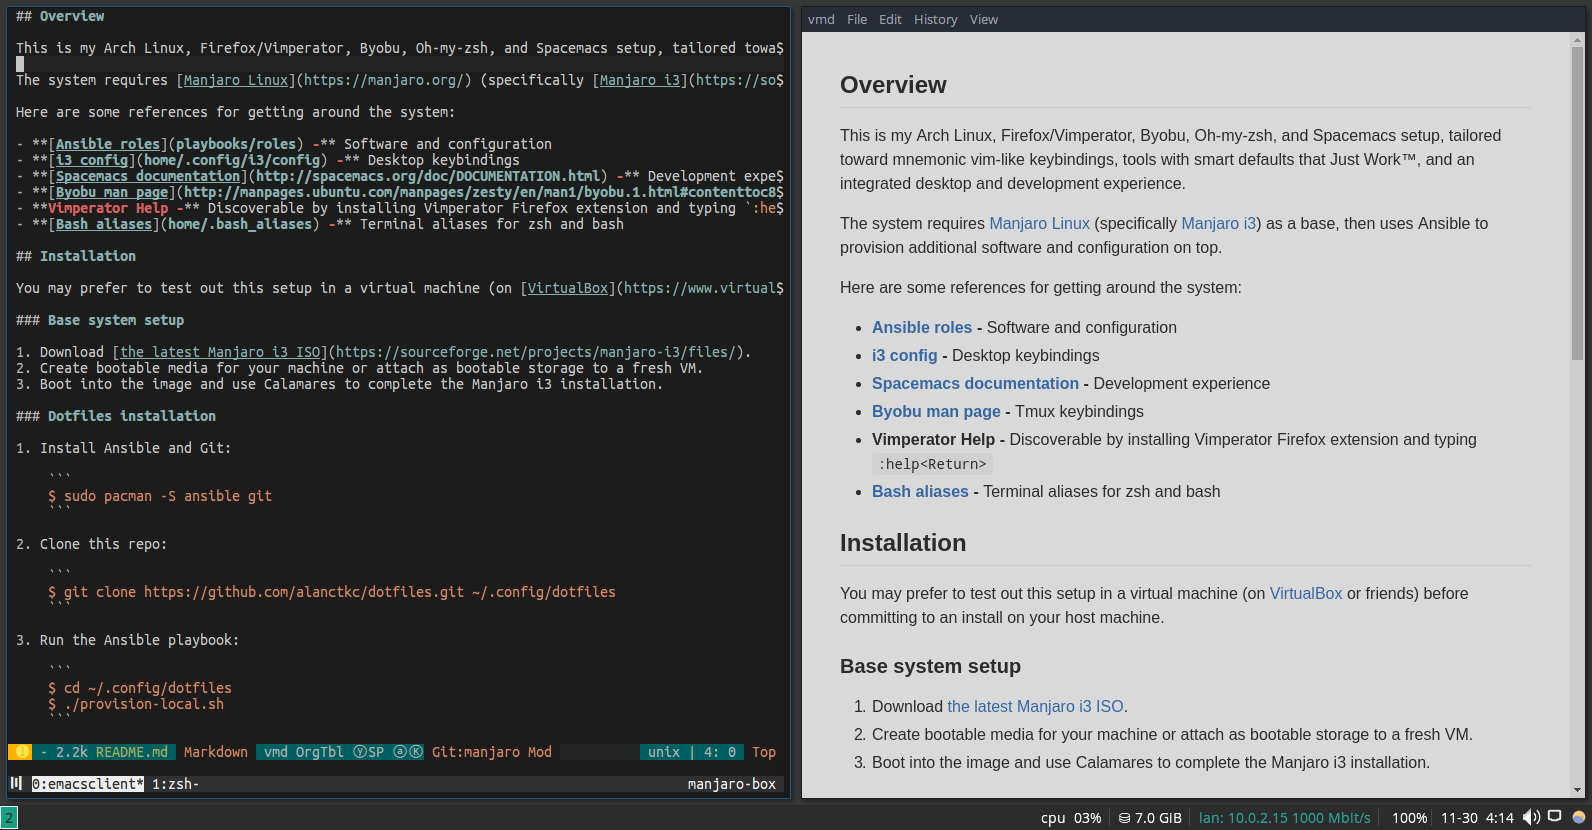 ## Overview
This is my Arch Linux, Firefox/Vimperator, Byobu, Oh-my-zsh, and Spacemacs setup, tailored towa$
The system requires [Manjaro Linux](https://manjaro.org/) (specifically [Manjaro i3](https://so$
Here are some references for getting around the system:
- **[Ansible roles](playbooks/roles) -** Software and configuration
- **[i3 config](home/.config/i3/config) -** Desktop keybindings
- **[Spacemacs documentation](http://spacemacs.org/doc/DOCUMENTATION.html) -** Development expe$
- **[Byobu man page](http://manpages.ubuntu.com/manpages/zesty/en/man1/byobu.1.html#contenttoc8$
- **Vimperator Help -** Discoverable by installing Vimperator Firefox extension and typing `:he$
- **[Bash aliases](home/.bash_aliases) -** Terminal aliases for zsh and bash
## Installation
You may prefer to test out this setup in a virtual machine (on [VirtualBox](https://www.virtual$
### Base system setup
1. Download [the latest Manjaro i3 ISO](https://sourceforge.net/projects/manjaro-i3/files/).
2. Create bootable media for your machine or attach as bootable storage to a fresh VM.
3. Boot into the image and use Calamares to complete the Manjaro i3 installation.
### Dotfiles installation
1. Install Ansible and Git:
```
$ sudo pacman -S ansible git
```
2. Clone this repo:
```
$ git clone https://github.com/alanctkc/dotfiles.git ~/.config/dotfiles
```
3. Run the Ansible playbook:
```
$ cd ~/.config/dotfiles
$ ./provision-local.sh
```
① - 2.2k README.md Markdown vmd OrgTbl ⓨSP ⓐⓀ Git:manjaro Mod unix | 4: 0 Top
0:emacsclient* 1:zsh- manjaro-box
vmd File Edit History View
Overview
This is my Arch Linux, Firefox/Vimperator, Byobu, Oh-my-zsh, and Spacemacs setup, tailored
toward mnemonic vim-like keybindings, tools with smart defaults that Just Work™, and an
integrated desktop and development experience.
The system requires Manjaro Linux (specifically Manjaro i3) as a base, then uses Ansible to
provision additional software and configuration on top.
Here are some references for getting around the system:
• Ansible roles - Software and configuration
• i3 config - Desktop keybindings
• Spacemacs documentation - Development experience
• Byobu man page - Tmux keybindings
• Vimperator Help - Discoverable by installing Vimperator Firefox extension and typing
:help<Return>
• Bash aliases - Terminal aliases for zsh and bash
Installation
You may prefer to test out this setup in a virtual machine (on VirtualBox or friends) before
committing to an install on your host machine.
Base system setup
1. Download the latest Manjaro i3 ISO.
2. Create bootable media for your machine or attach as bootable storage to a fresh VM.
3. Boot into the image and use Calamares to complete the Manjaro i3 installation.
2 cpu 03% 7.0 GIB lan: 10.0.2.15 1000 Mbit/s 100% 11-30 4:14